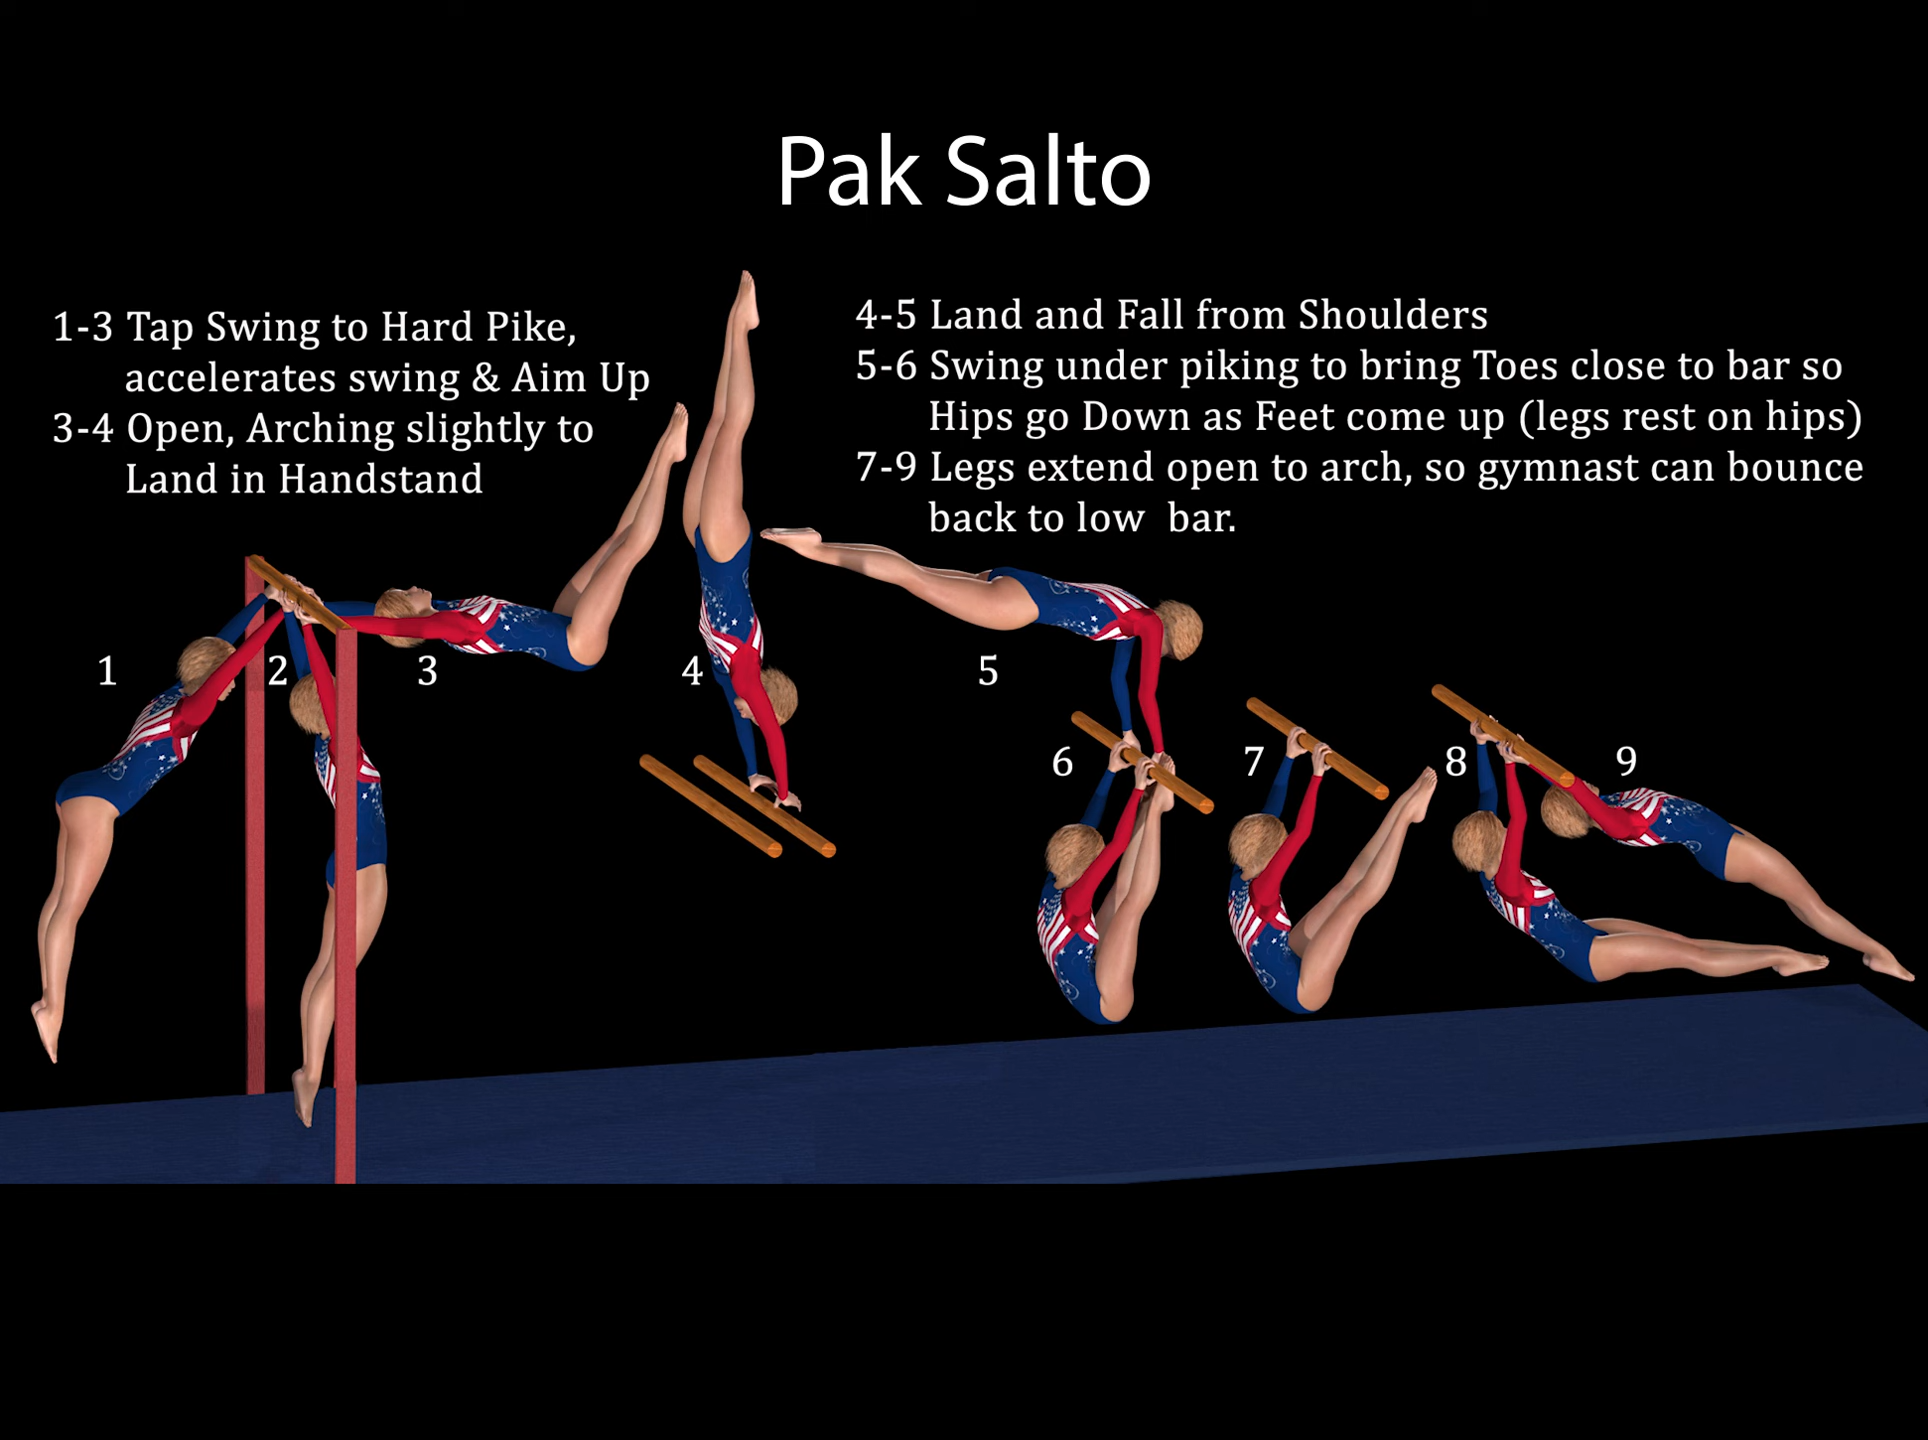 Pak Salto
1-3 Tap Swing to Hard Pike,
accelerates swing & Aim Up
3-4 Open, Arching slightly to
Land in Handstand
4-5 Land and Fall from Shoulders
5-6 Swing under piking to bring Toes close to bar so
Hips go Down as Feet come up (legs rest on hips)
7-9 Legs extend open to arch, so gymnast can bounce
back to low bar.
1
2
3
4
5
6
7
8
9